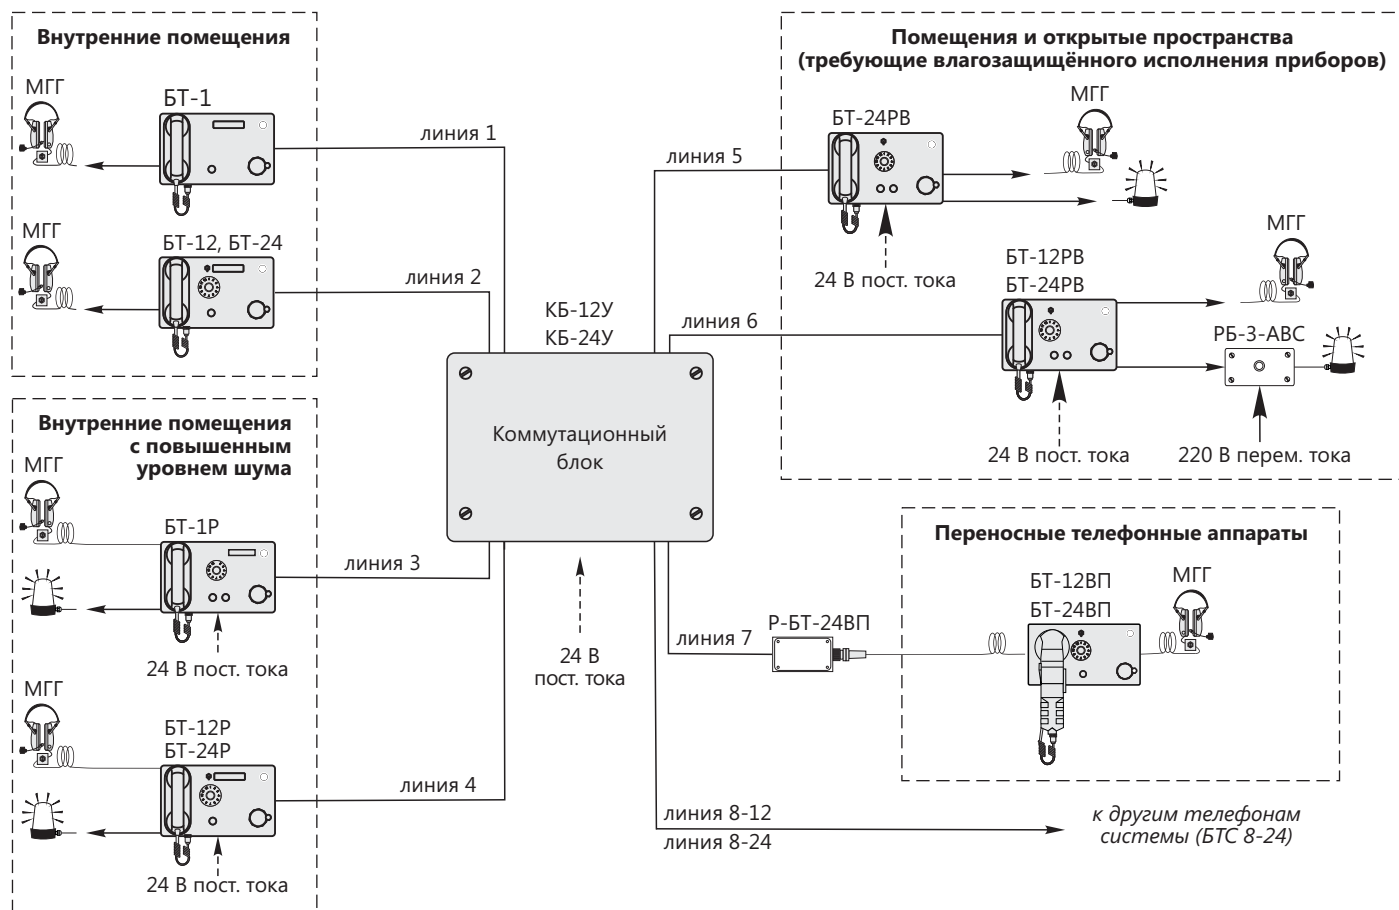 Внутренние помещения
МГГ
БТ-1
линия 1
МГГ
БТ-12, БТ-24
линия 2
Внутренние помещения
с повышенным
уровнем шума
МГГ
БТ-1Р
линия 3
24 В пост. тока
МГГ
БТ-12Р
БТ-24Р
линия 4
24 В пост. тока
КБ-12У
КБ-24У
Коммутационный
блок
24 В
пост. тока
Помещения и открытые пространства
(требующие влагозащищённого исполнения приборов)
БТ-24РВ
МГГ
линия 5
24 В пост. тока
БТ-12РВ
БТ-24РВ
МГГ
линия 6
РБ-3-АВС
24 В пост. тока
220 В перем. тока
Переносные телефонные аппараты
БТ-12ВП
БТ-24ВП
МГГ
линия 7
Р-БТ-24ВП
линия 8-12
линия 8-24
к другим телефонам
системы (БТС 8-24)